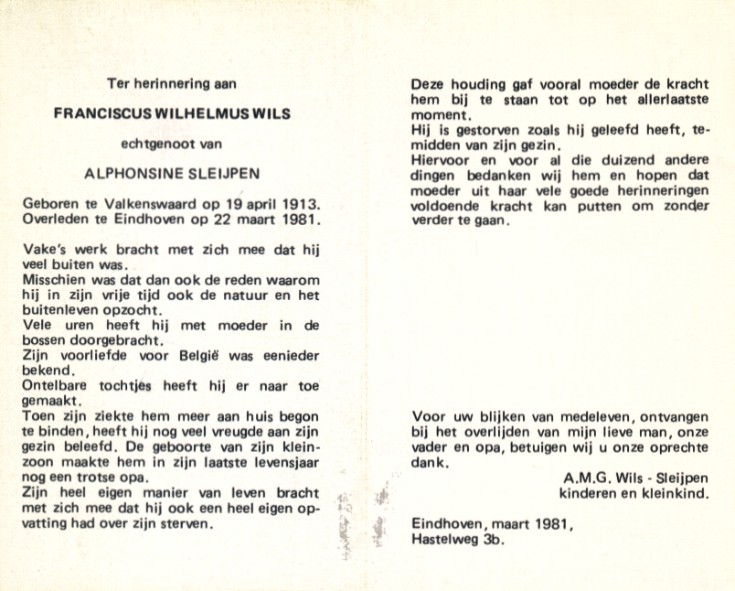 Ter herinnering aan
FRANCISCUS WILHELMUS WILS
echtgenoot van
ALPHONSINE SLEIJPEN
Geboren te Valkenswaard op 19 april 1913.
Overleden te Eindhoven op 22 maart 1981.
Vake's werk bracht met zich mee dat hij
veel buiten was.
Misschien was dat dan ook de reden waarom
hij in zijn vrije tijd ook de natuur en het
buitenleven opzocht.
Vele uren heeft hij met moeder in de
bossen doorgebracht.
Zijn voorliefde voor België was eenieder
bekend.
Ontelbare tochtjes heeft hij er naar toe
gemaakt.
Toen zijn ziekte hem meer aan huis begon
te binden, heeft hij nog veel vreugde aan zijn
gezin beleefd. De geboorte van zijn klein-
zoon maakte hem in zijn laatste levensjaar
nog een trotse opa.
Zijn heel eigen manier van leven bracht
met zich mee dat hij ook een heel eigen op-
vatting had over zijn sterven.
Deze houding gaf vooral moeder de kracht
hem bij te staan tot op het allerlaatste
moment.
Hij is gestorven zoals hij geleefd heeft, te-
midden van zijn gezin.
Hiervoor en voor al die duizend andere
dingen bedanken wij hem en hopen dat
moeder uit haar vele goede herinneringen
voldoende kracht kan putten om zonder
verder te gaan.
Voor uw blijken van medeleven, ontvangen
bij het overlijden van mijn lieve man, onze
vader en opa, betuigen wij u onze oprechte
dank.
A.M.G. Wils - Sleijpen
kinderen en kleinkind.
Eindhoven, maart 1981,
Hastelweg 3b.